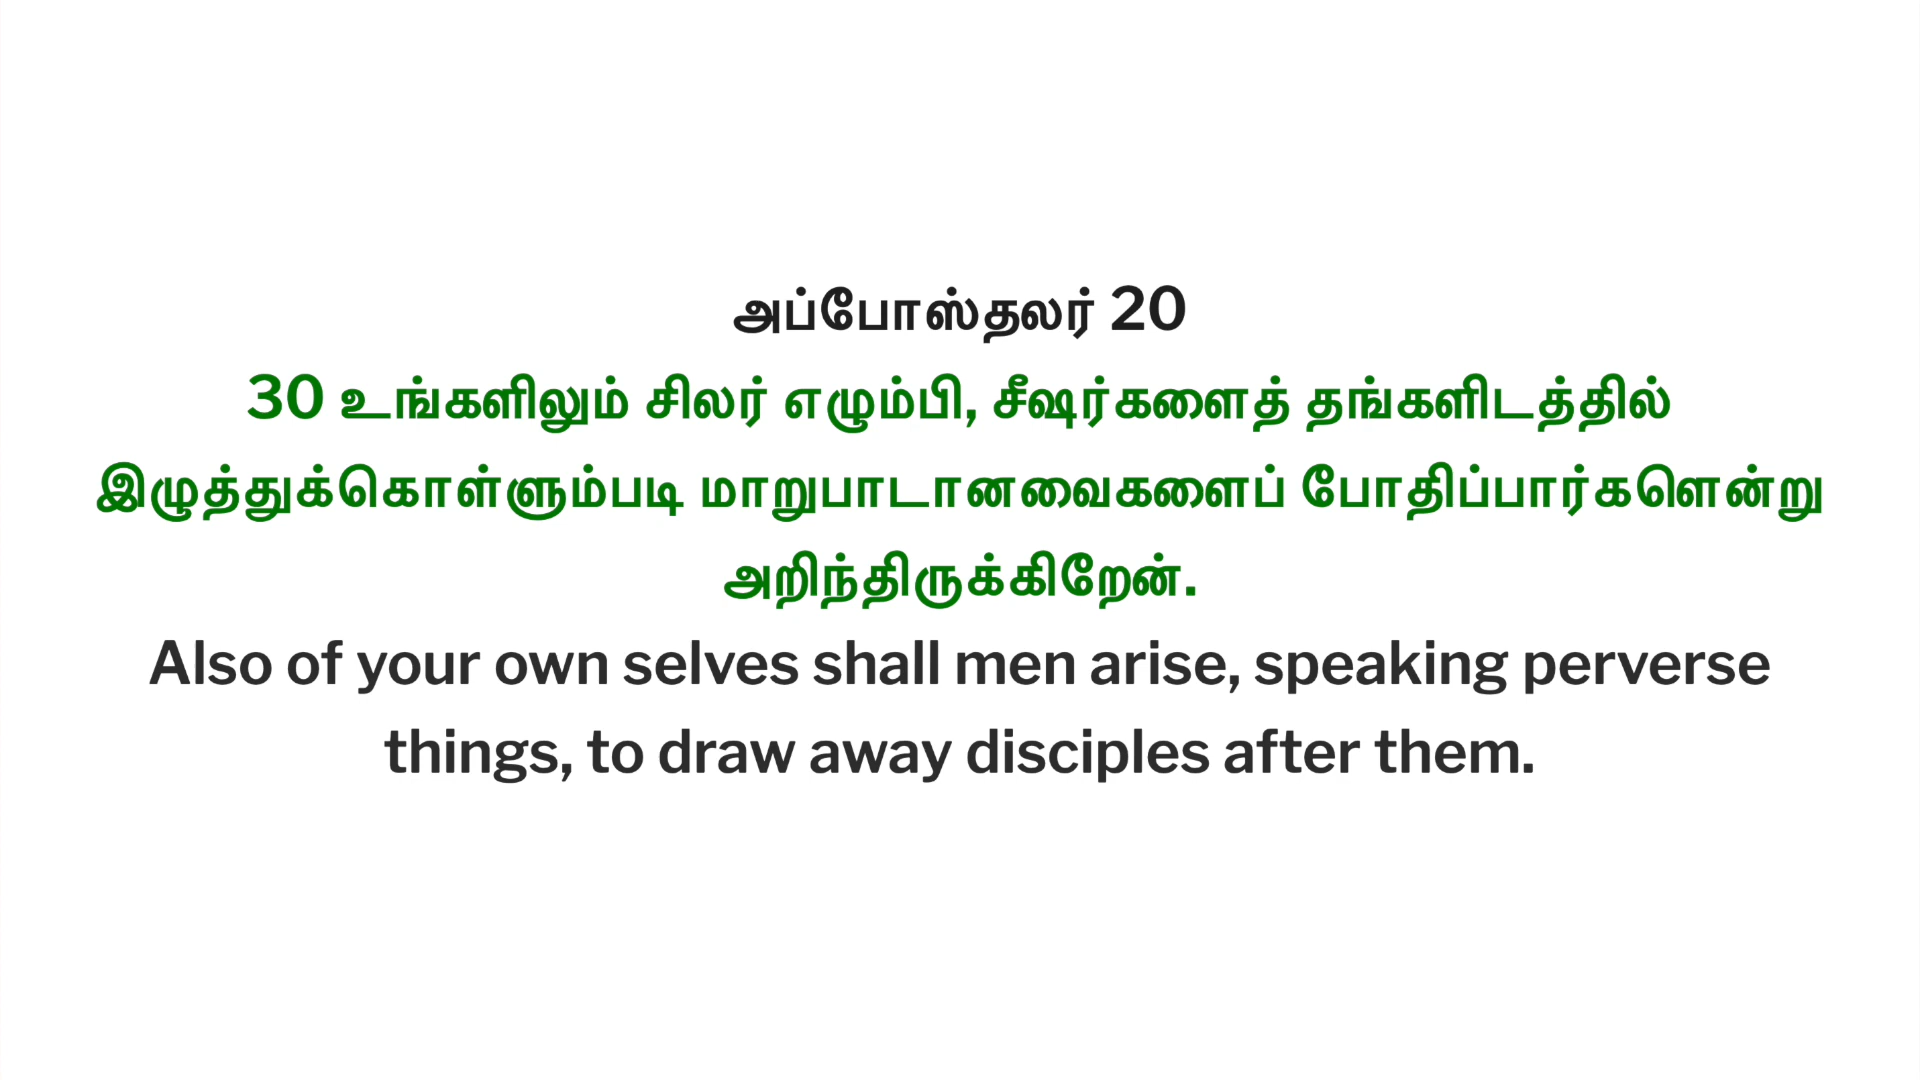 அப்போஸ்தலர் 20
30 உங்களிலும் சிலர் எழும்பி, சீஷர்களைத் தங்களிடத்தில்
இழுத்துக்கொள்ளும்படி மாறுபாடானவைகளைப் போதிப்பார்களென்று
அறிந்திருக்கிறேன்.
Also of your own selves shall men arise, speaking perverse
things, to draw away disciples after them.